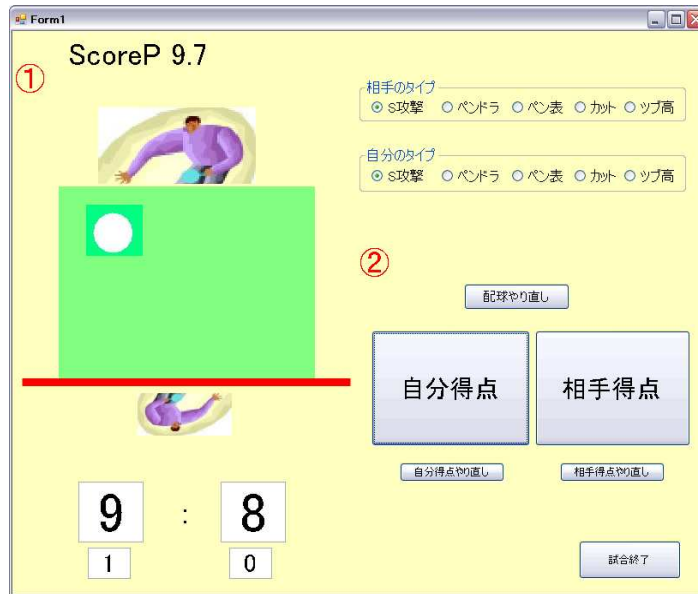 Form1
ScoreP 9.7
①
相手のタイプ
S攻撃 ペンドラ ペン表 カット ツブ高
自分のタイプ
S攻撃 ペンドラ ペン表 カット ツブ高
②
配球やり直し
自分得点 相手得点
自分得点やり直し 相手得点やり直し
9 : 8
1 0
試合終了